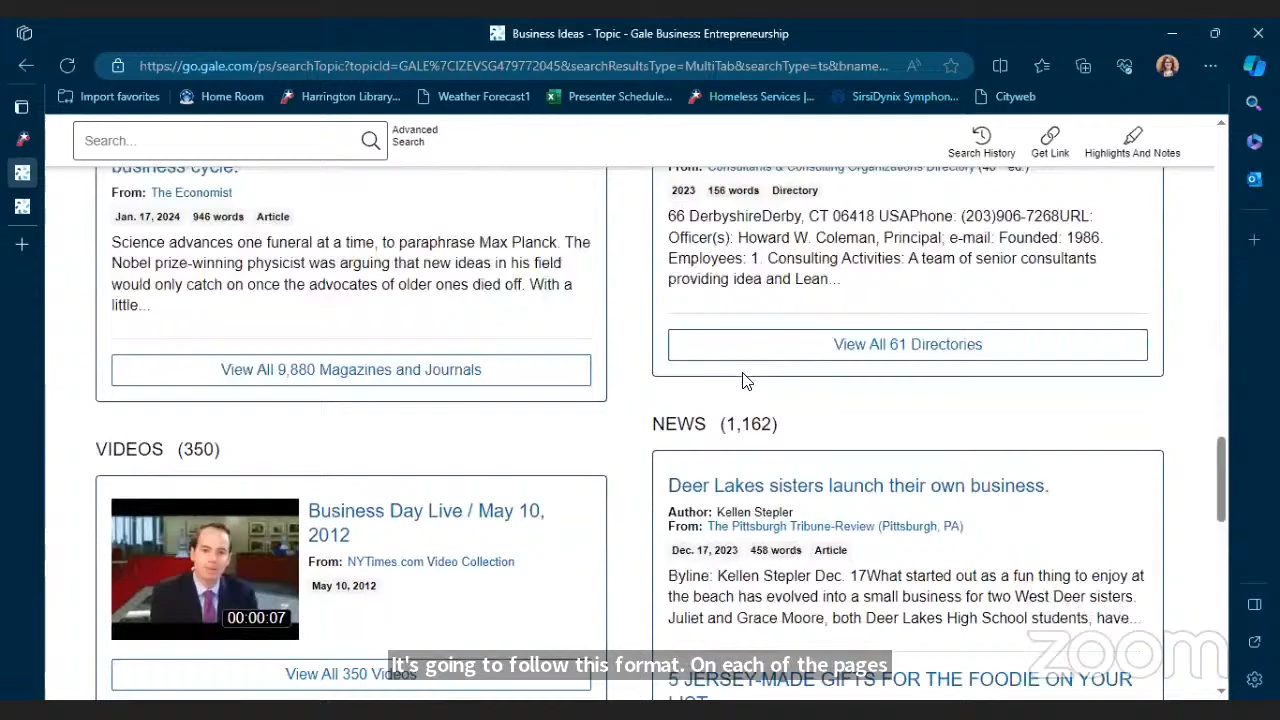 Business Ideas - Topic - Gale Business: Entrepreneurship
https://go.gale.com/ps/searchTopic?topicId=GALE%7CIZEVSG479772045&searchResultsType=MultiTab&searchType=ts&bname...
Import favorites
Home Room
Harrington Library...
Weather Forecast1
Presenter Schedule...
Homeless Services |...
SirsiDynix Symphon...
Cityweb
Search...
Advanced
Search
Search History
Get Link
Highlights And Notes
business cycle.
From: The Economist
Jan. 17, 2024 946 words Article
Science advances one funeral at a time, to paraphrase Max Planck. The
Nobel prize-winning physicist was arguing that new ideas in his field
would only catch on once the advocates of older ones died off. With a
little...
View All 9,880 Magazines and Journals
VIDEOS (350)
Business Day Live / May 10,
2012
From: NYTimes.com Video Collection
May 10, 2012
00:00:07
View All 350 Videos
From: Consultants & Consulting Organizations Directory (48th ed.)
2023 156 words Directory
66 DerbyshireDerby, CT 06418 USAPhone: (203)906-7268URL:
Officer(s): Howard W. Coleman, Principal; e-mail: Founded: 1986.
Employees: 1. Consulting Activities: A team of senior consultants
providing idea and Lean...
View All 61 Directories
NEWS (1,162)
Deer Lakes sisters launch their own business.
Author: Kellen Stepler
From: The Pittsburgh Tribune-Review (Pittsburgh, PA)
Dec. 17, 2023 458 words Article
Byline: Kellen Stepler Dec. 17What started out as a fun thing to enjoy at
the beach has evolved into a small business for two West Deer sisters.
Juliet and Grace Moore, both Deer Lakes High School students, have...
5 JERSEY-MADE GIFTS FOR THE FOODIE ON YOUR
LIST
It's going to follow this format. On each of the pages
zoom